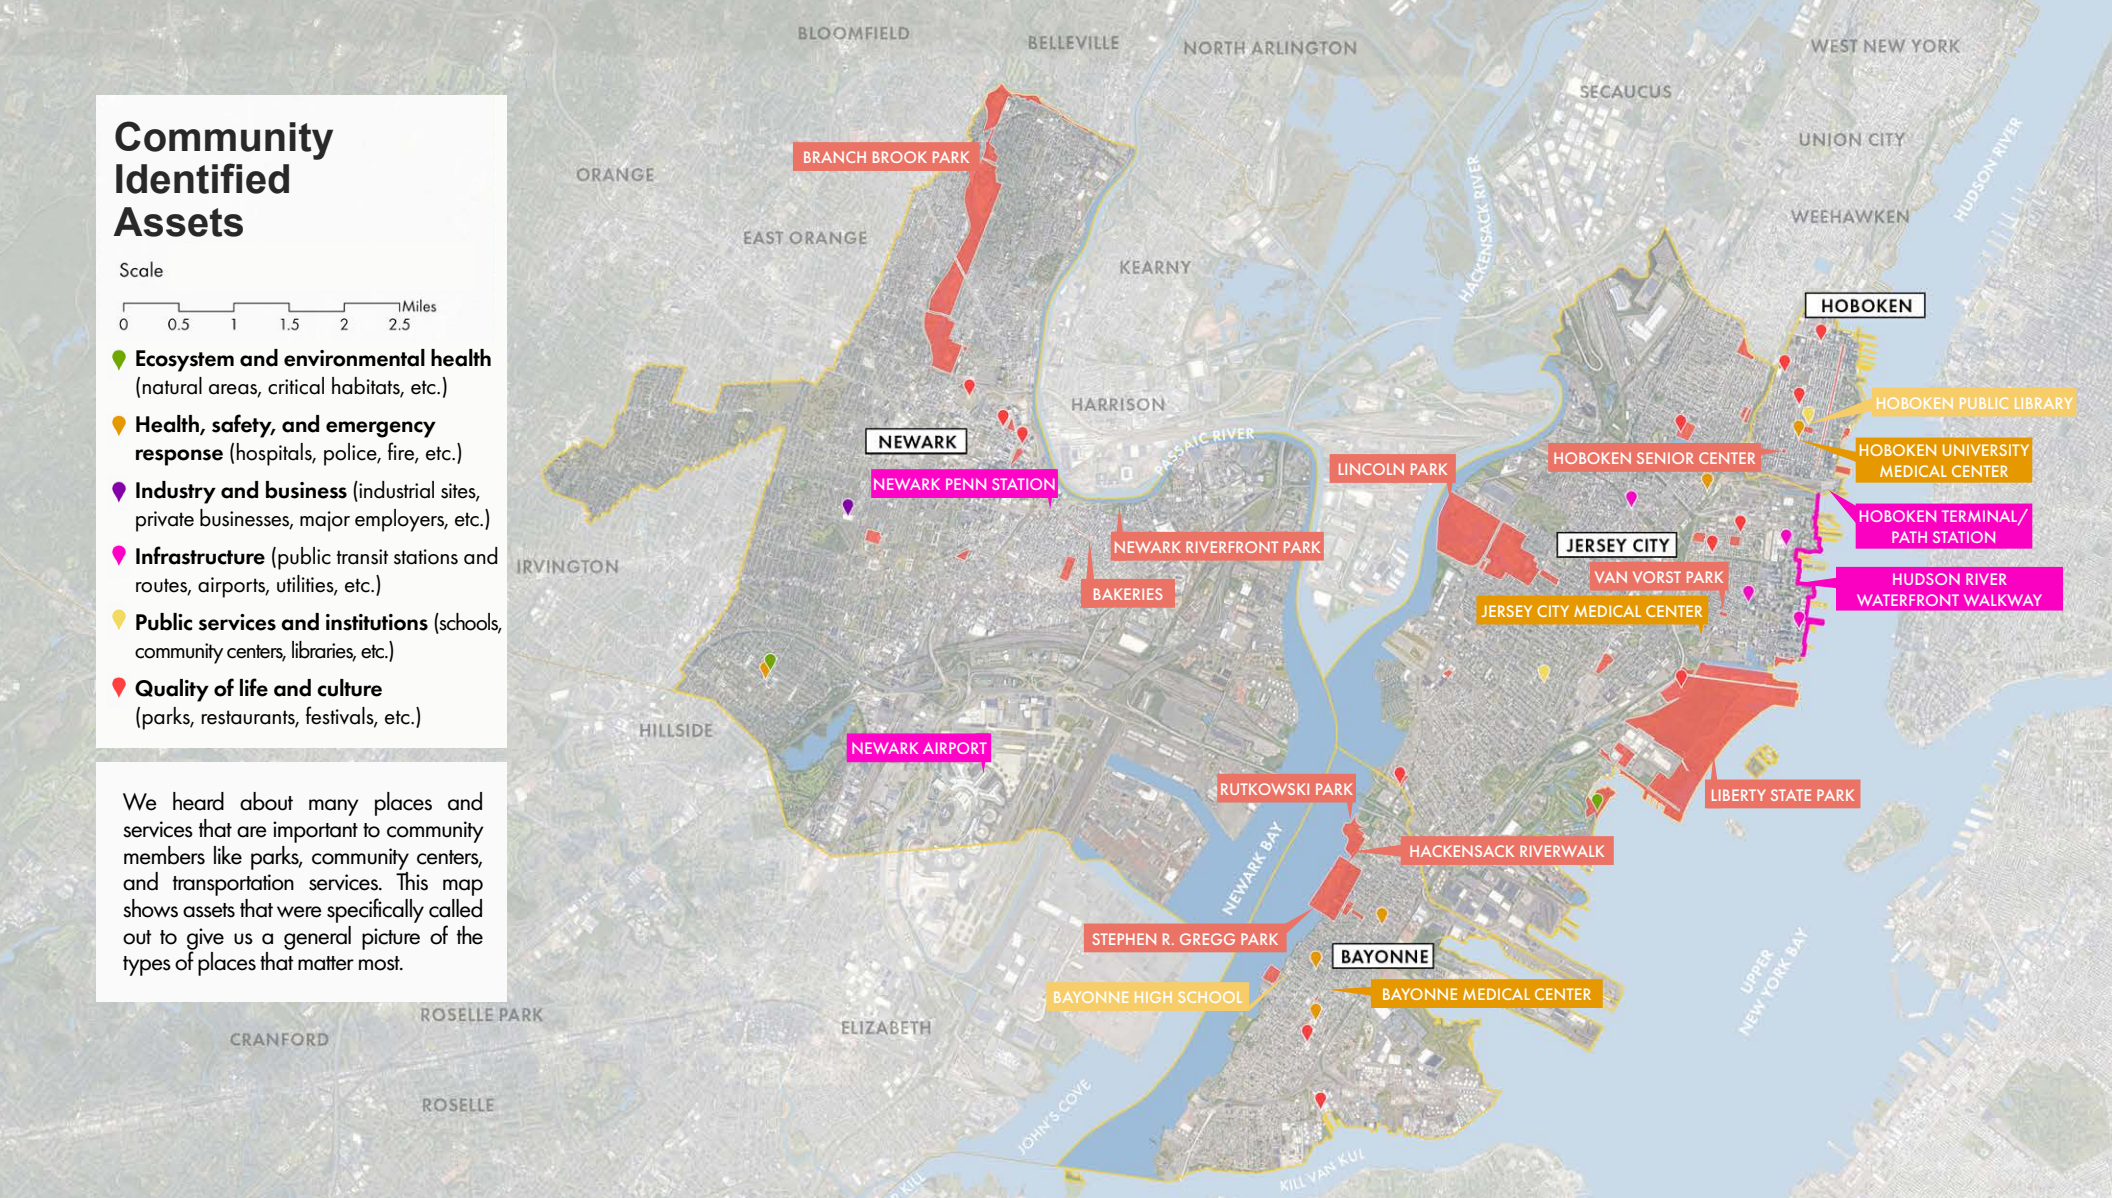 Community
Identified
Assets
Scale
Miles
0 0.5 1 1.5 2 2.5
Ecosystem and environmental health
(natural areas, critical habitats, etc.)
Health, safety, and emergency
response (hospitals, police, fire, etc.)
Industry and business (industrial sites,
private businesses, major employers, etc.)
Infrastructure (public transit stations and
routes, airports, utilities, etc.)
Public services and institutions (schools,
community centers, libraries, etc.)
Quality of life and culture
(parks, restaurants, festivals, etc.)
We heard about many places and
services that are important to community
members like parks, community centers,
and transportation services. This map
shows assets that were specifically called
out to give us a general picture of the
types of places that matter most.
BLOOMFIELD
BELLEVILLE
NORTH ARLINGTON
WEST NEW YORK
SECAUCUS
UNION CITY
HUDSON RIVER
BRANCH BROOK PARK
ORANGE
HACKENSACK RIVER
WEEHAWKEN
EAST ORANGE
KEARNY
HOBOKEN
HARRISON
HOBOKEN PUBLIC LIBRARY
NEWARK
PASSAIC RIVER
HOBOKEN UNIVERSITY
MEDICAL CENTER
HOBOKEN SENIOR CENTER
LINCOLN PARK
NEWARK PENN STATION
HOBOKEN TERMINAL/
PATH STATION
NEWARK RIVERFRONT PARK
JERSEY CITY
IRVINGTON
VAN VORST PARK
HUDSON RIVER
WATERFRONT WALKWAY
BAKERIES
JERSEY CITY MEDICAL CENTER
HILLSIDE
NEWARK AIRPORT
RUTKOWSKI PARK
LIBERTY STATE PARK
HACKENSACK RIVERWALK
NEWARK BAY
STEPHEN R. GREGG PARK
BAYONNE
UPPER
NEW YORK BAY
BAYONNE HIGH SCHOOL
BAYONNE MEDICAL CENTER
ROSELLE PARK
ELIZABETH
CRANFORD
ROSELLE
JOHN'S COVE
KILL VAN KUL
KILL